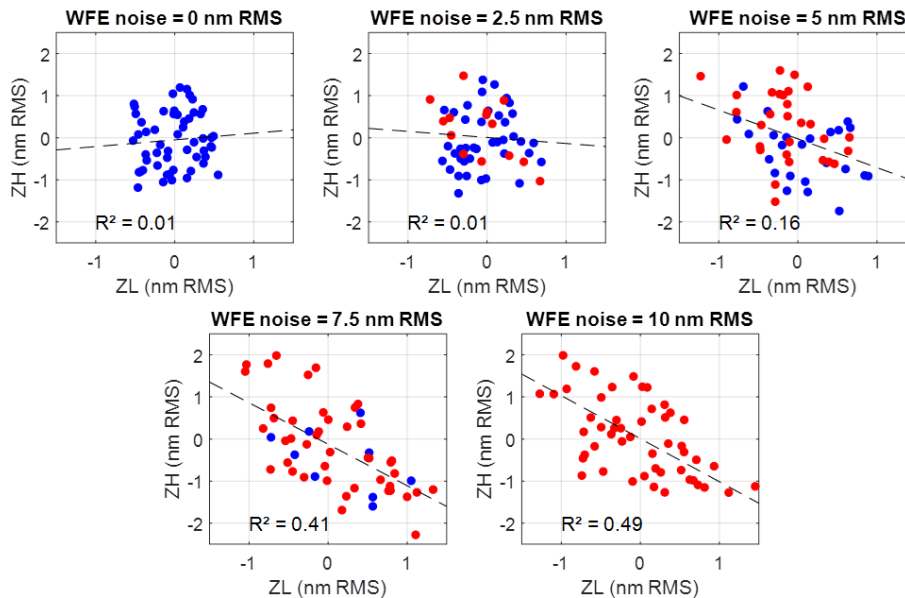 WFE noise = 0 nm RMS
ZH (nm RMS)
2
1
0
-1
-2
R² = 0.01
-1 0 1
ZL (nm RMS)
WFE noise = 2.5 nm RMS
ZH (nm RMS)
2
1
0
-1
-2
R² = 0.01
-1 0 1
ZL (nm RMS)
WFE noise = 5 nm RMS
ZH (nm RMS)
2
1
0
-1
-2
R² = 0.16
-1 0 1
ZL (nm RMS)
WFE noise = 7.5 nm RMS
ZH (nm RMS)
2
1
0
-1
-2
R² = 0.41
-1 0 1
ZL (nm RMS)
WFE noise = 10 nm RMS
ZH (nm RMS)
2
1
0
-1
-2
R² = 0.49
-1 0 1
ZL (nm RMS)